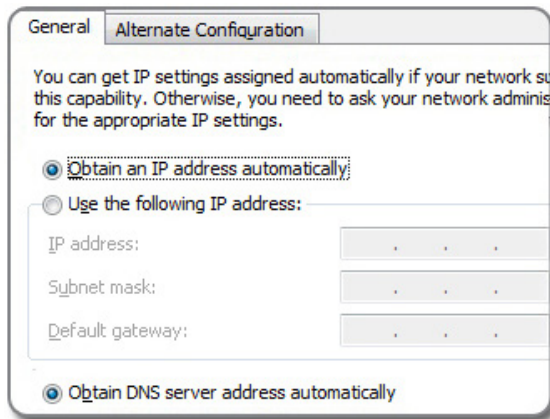 General
Alternate Configuration
You can get IP settings assigned automatically if your network
this capability. Otherwise, you need to ask your network
for the appropriate IP settings.
Obtain an IP address automatically
Use the following IP address:
IP address:
Subnet mask:
Default gateway:
Obtain DNS server address automatically